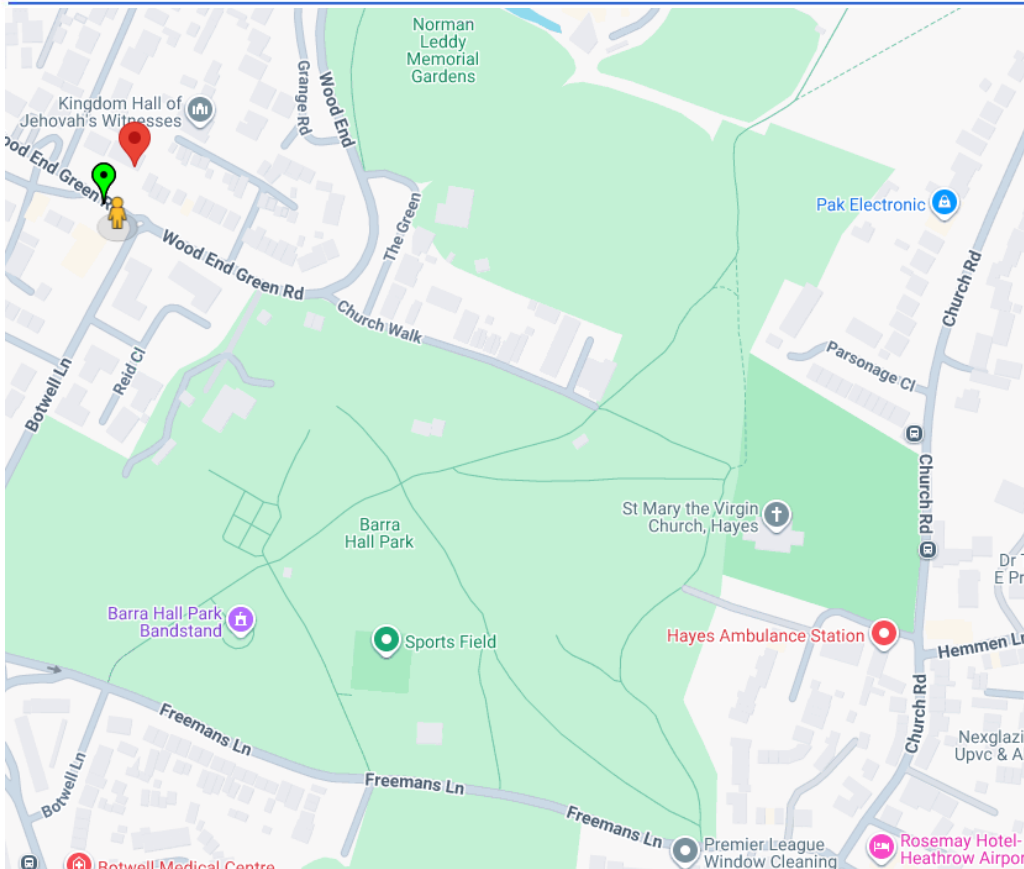 Norman
Leddy
Memorial
Gardens
Grange Rd
Wood End
Kingdom Hall of
Jehovah's Witnesses
ood End Green Rd
Pak Electronic
The Green
Church Rd
Wood End Green Rd
Church Walk
Parsonage Cl
Reid Cl
Botwell Ln
Church Rd
St Mary the Virgin
Church, Hayes
Barra
Hall Park
Dr
E Pr
Barra Hall Park
Bandstand
Sports Field
Hayes Ambulance Station
Hemmen Ln
Church Rd
Freemans Ln
Nexglazi
Upvc & A
Botwell Ln
Freemans Ln
Freemans Ln
Premier League
Window Cleaning
Rosemay Hotel-
Heathrow Airpor
Botwell Medical Centre